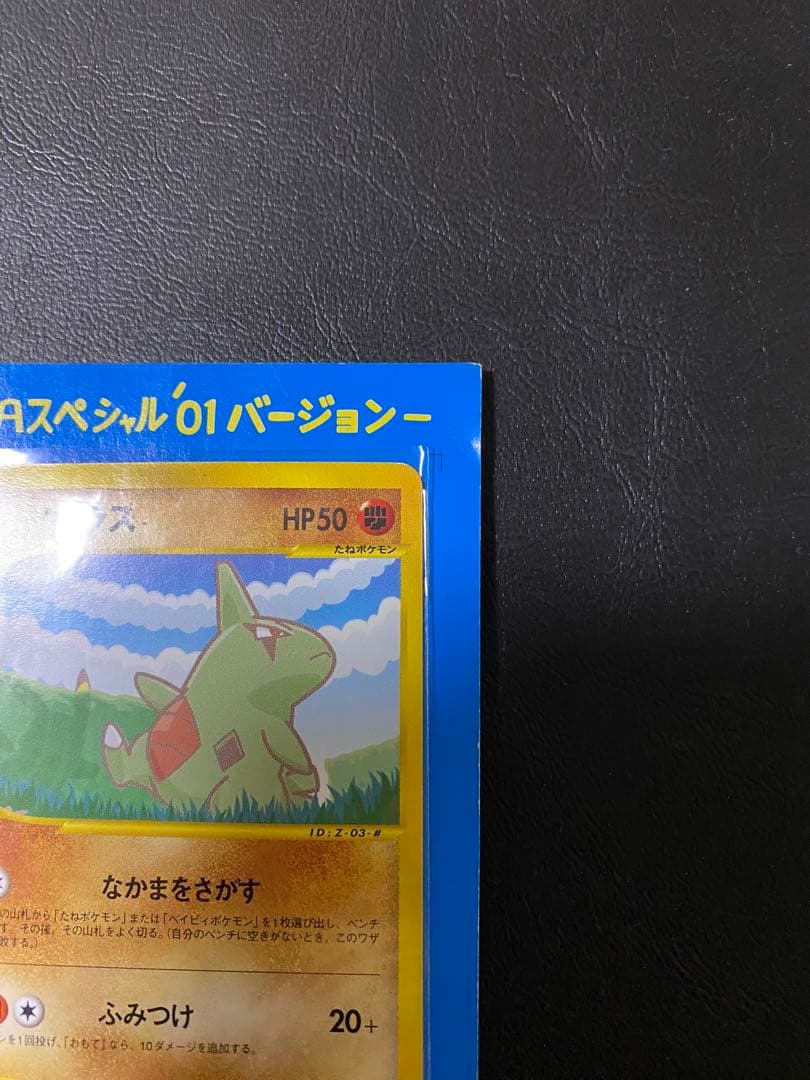 Aスペシャル'01バージョンー
ラス HP50
たねポケモン
ID:Z-03-#
なかまをさがす
の山札から「たねポケモン」または「ベイビィポケモン」を1枚選び出し、ベンチ
す。その後、その山札をよく切る。(自分のベンチに空きがないとき、このワザ
敗する。)
ふみつけ 20+
ンを1回投げ、「おもて」なら、10ダメージを追加する。